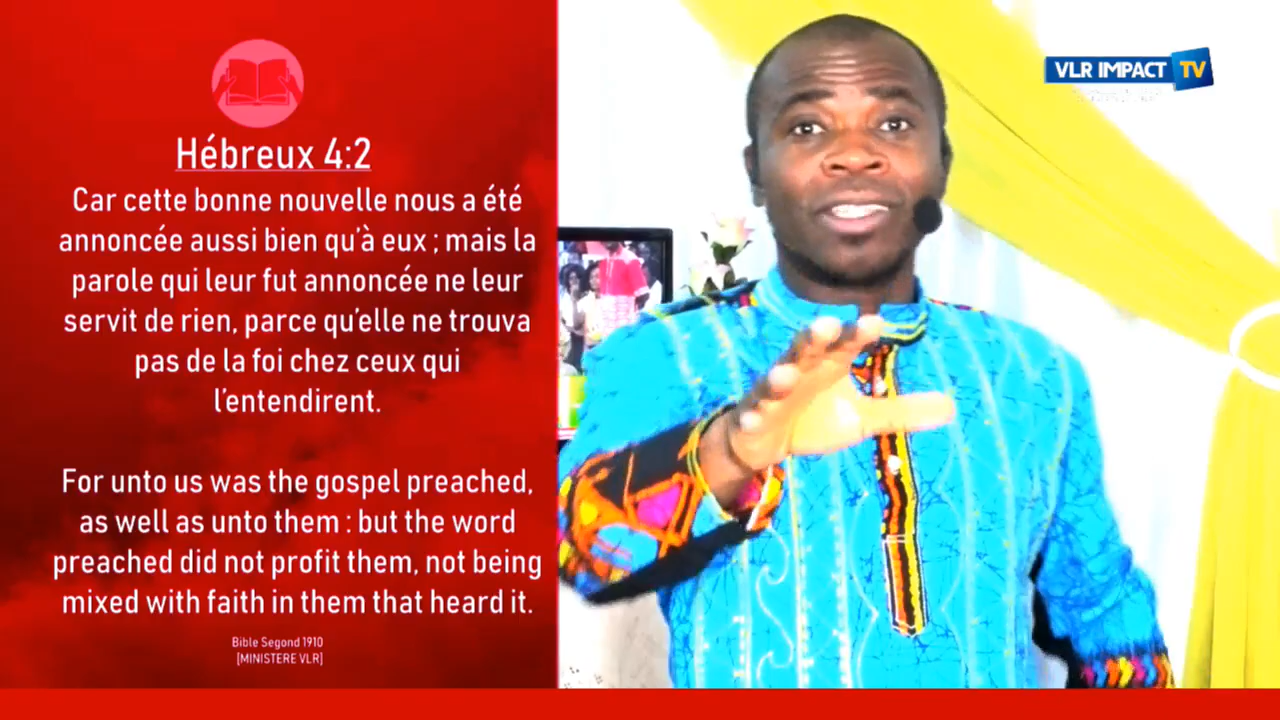 Hébreux 4:2
Car cette bonne nouvelle nous a été
annoncée aussi bien qu'à eux ; mais la
parole qui leur fut annoncée ne leur
servit de rien, parce qu'elle ne trouva
pas de la foi chez ceux qui
l'entendirent.
For unto us was the gospel preached,
as well as unto them : but the word
preached did not profit them, not being
mixed with faith in them that heard it.
Bible Segond 1910
[MINISTERE VLR]
VLR IMPACT TV